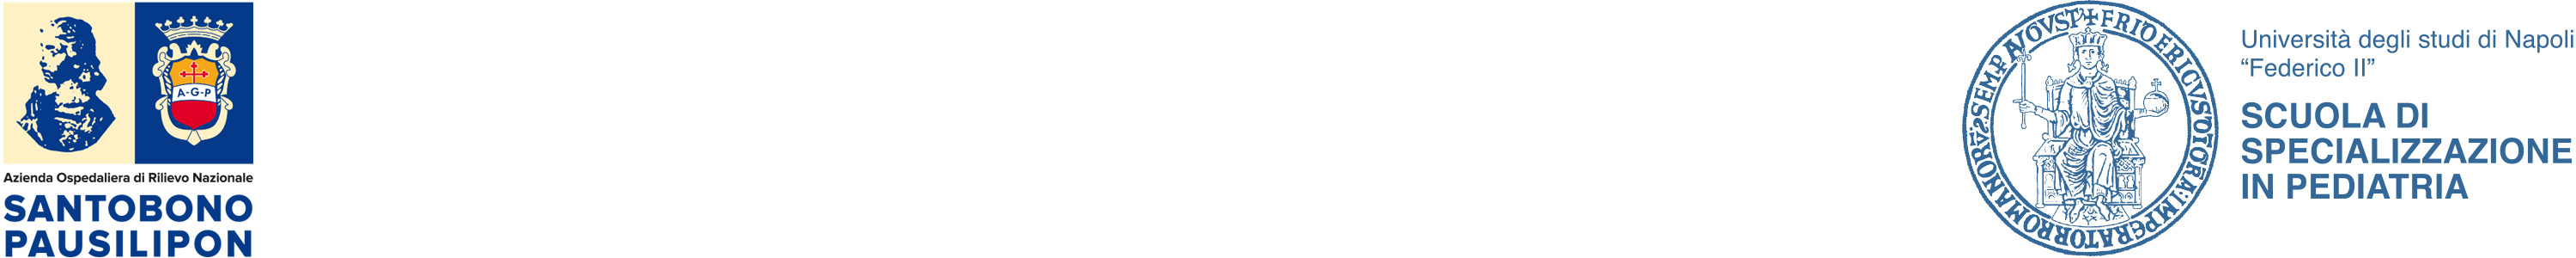 A-G-P
Azienda Ospedaliera di Rilievo Nazionale
SANTOBONO
PAUSILIPON
Università degli studi di Napoli
“Federico II”
SCUOLA DI
SPECIALIZZAZIONE
IN PEDIATRIA